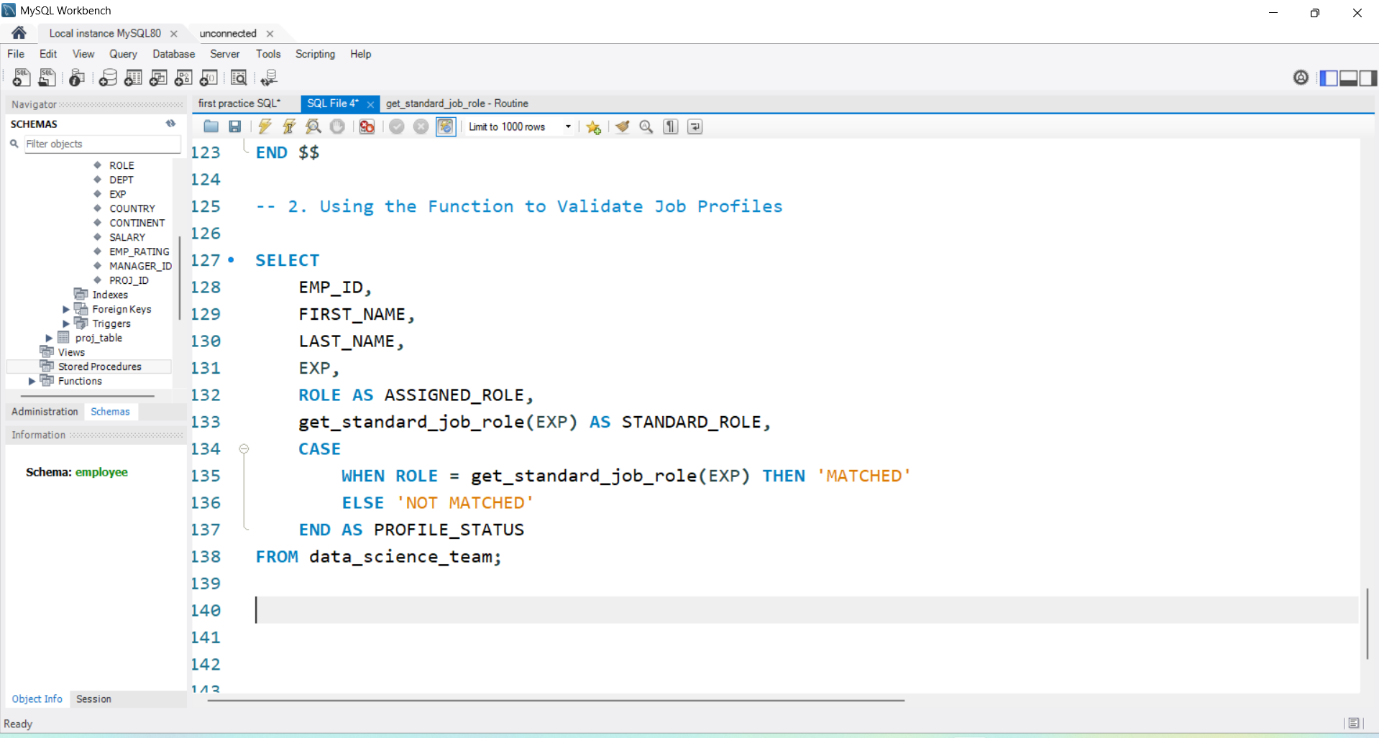 MySQL Workbench
Local instance MySQL80 unconnected
File Edit View Query Database Server Tools Scripting Help
Navigator first practice SQL* SQL File 4* get_standard_job_role - Routine
SCHEMAS
Limit to 1000 rows
Filter objects
ROLE
DEPT
EXP
COUNTRY
CONTINENT
SALARY
EMP_RATING
MANAGER_ID
PROJ_ID
Indexes
Foreign Keys
Triggers
proj_table
Views
Stored Procedures
Functions
Administration Schemas
Information
Schema: employee
Object Info Session
123 END $$
124
125 -- 2. Using the Function to Validate Job Profiles
126
127 SELECT
128 EMP_ID,
129 FIRST_NAME,
130 LAST_NAME,
131 EXP,
132 ROLE AS ASSIGNED_ROLE,
133 get_standard_job_role(EXP) AS STANDARD_ROLE,
134 CASE
135 WHEN ROLE = get_standard_job_role(EXP) THEN 'MATCHED'
136 ELSE 'NOT MATCHED'
137 END AS PROFILE_STATUS
138 FROM data_science_team;
139
140
141
142
143
Ready